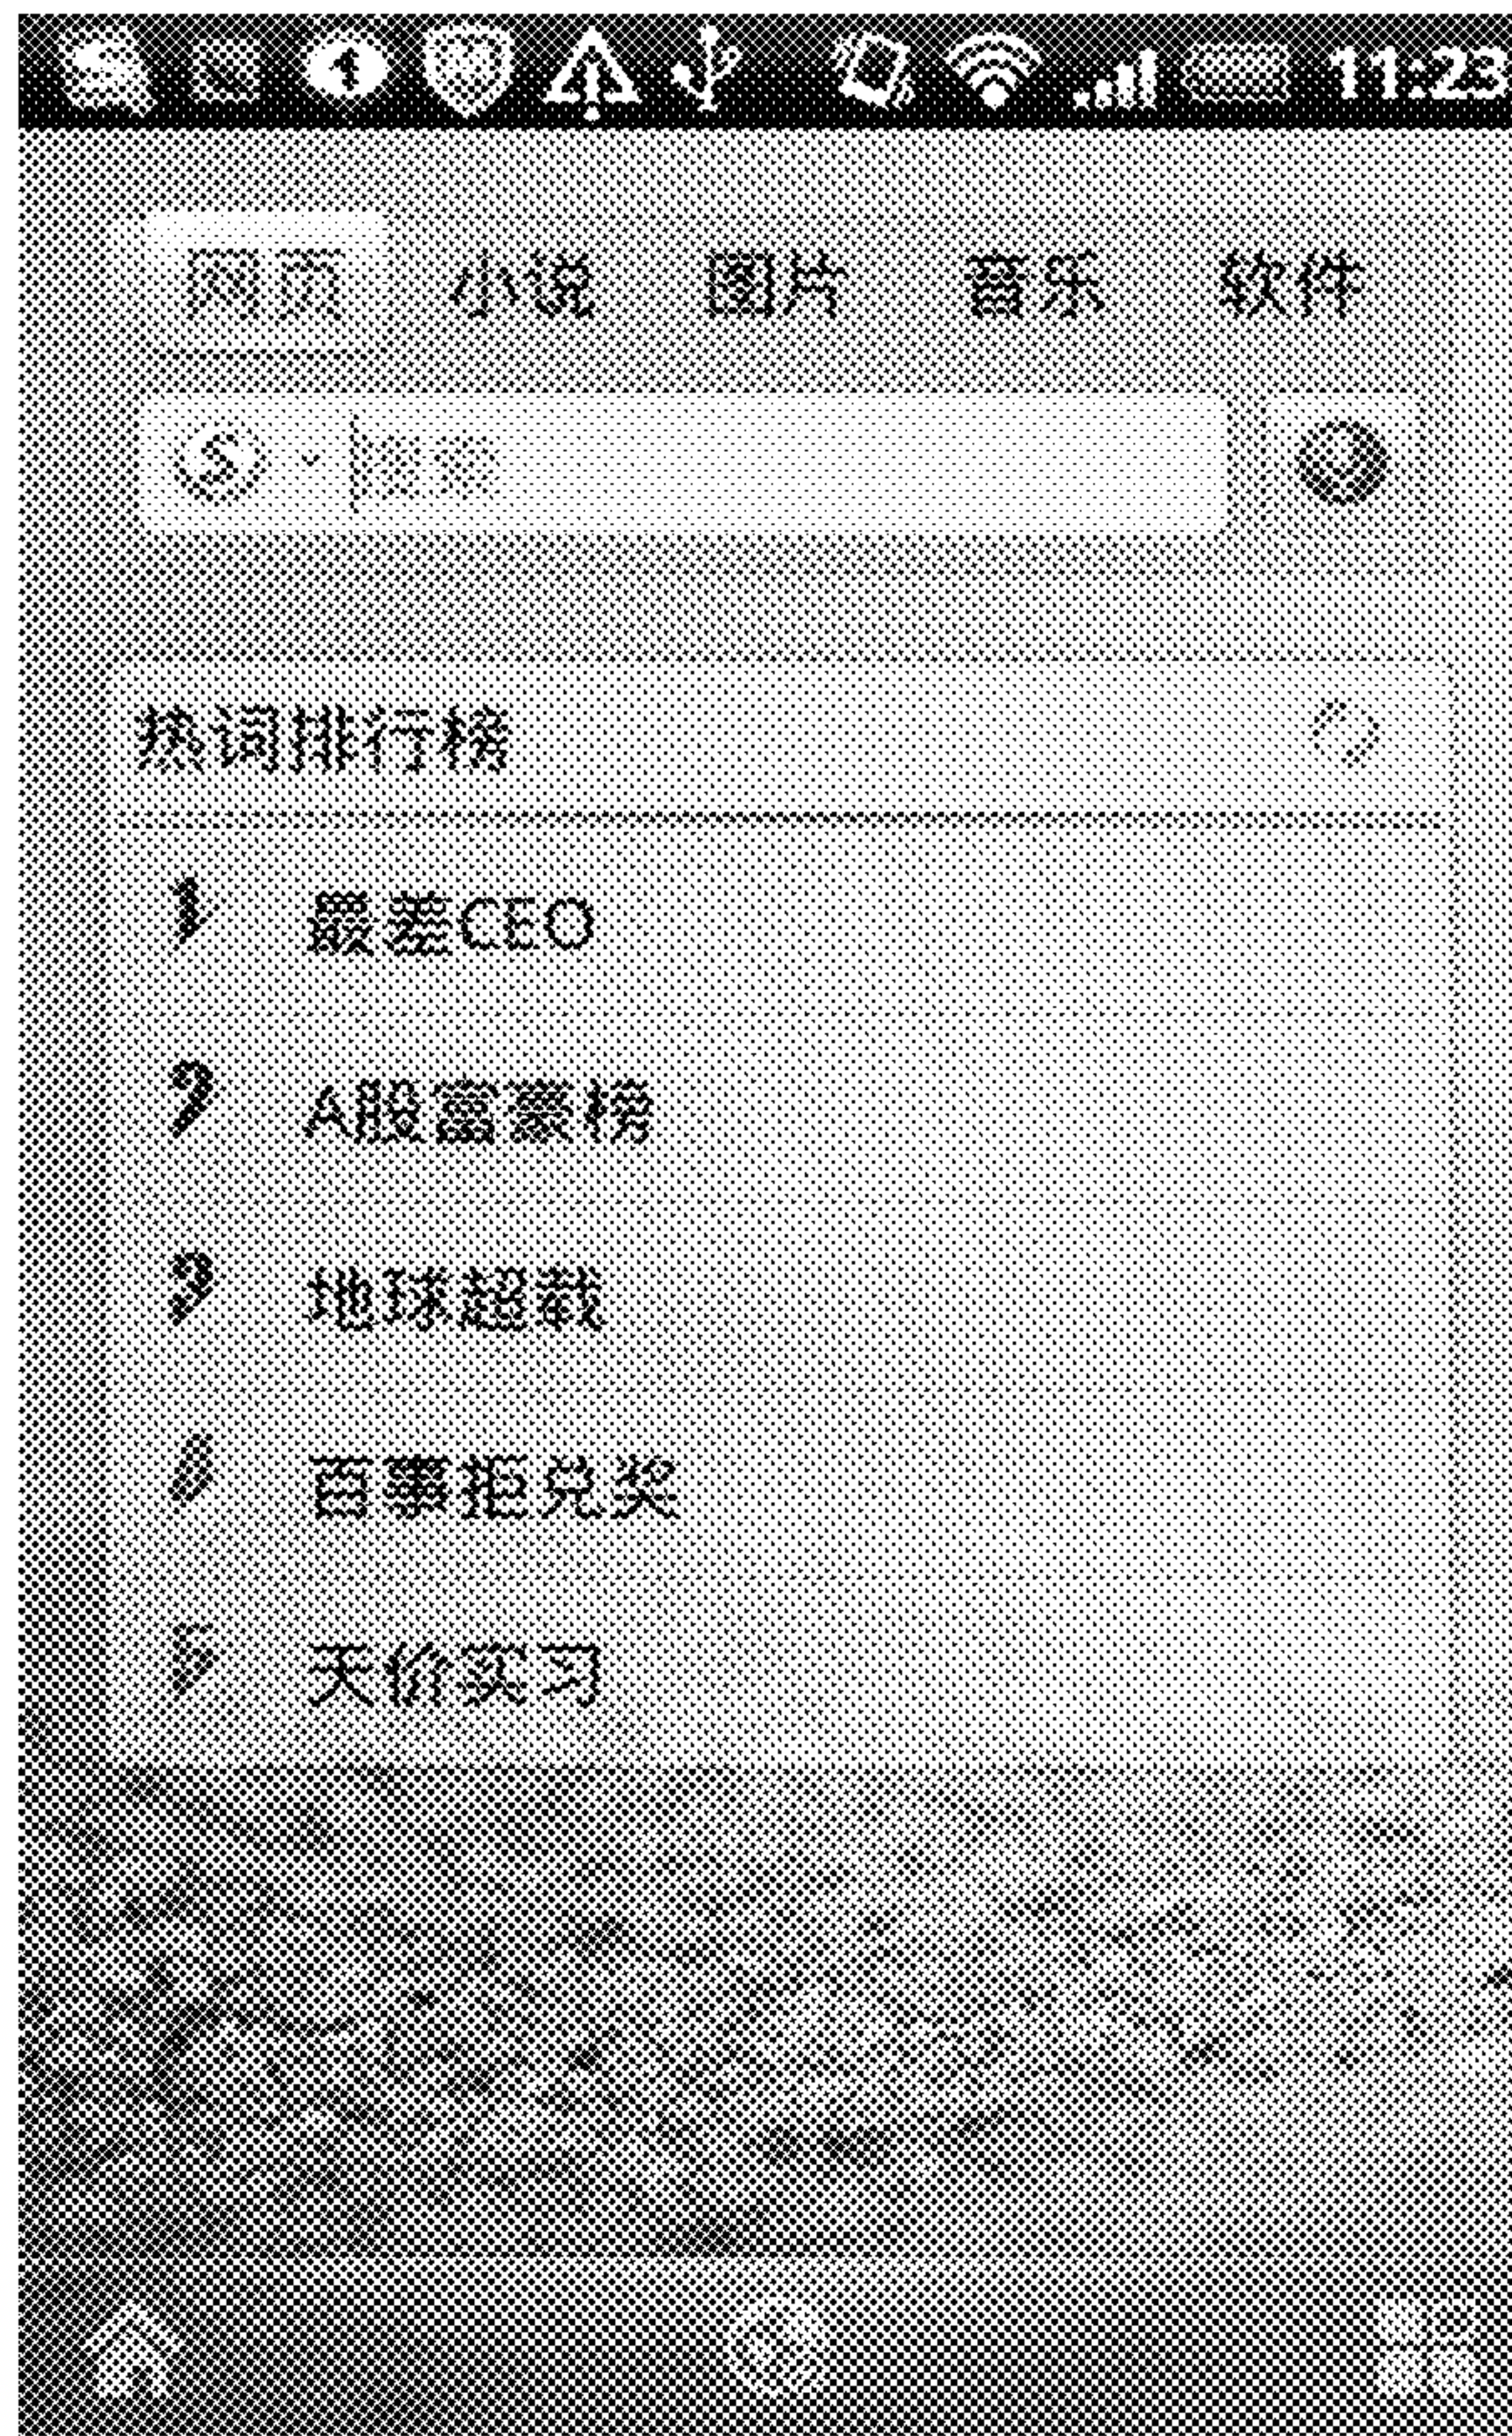 11:23
网页 小说 图片 音乐 软件
搜索
热词排行榜
1 最差CEO
2 A股富豪榜
3 地球超载
百事拒兑奖
5 天价实习